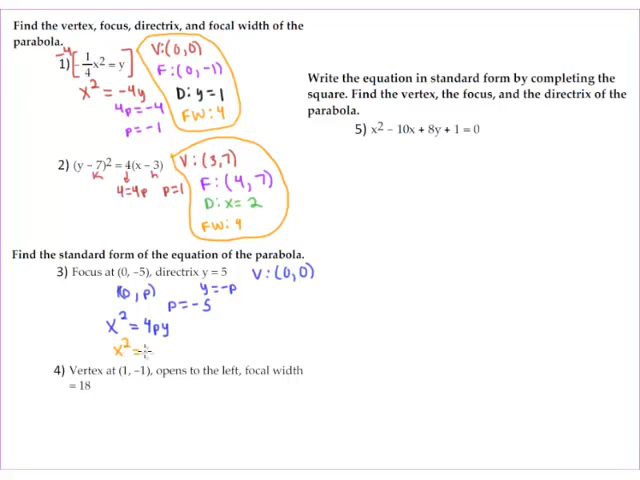 Find the vertex, focus, directrix, and focal width of the
parabola.
-4
1) [-1/4 x² = y]
x² = -4y
4p = -4
p = -1
V: (0,0)
F: (0,-1)
D: y = 1
FW: 4
2) (y – 7)² = 4(x – 3)
k h
4=4p p=1
V: (3,7)
F: (4,7)
D: x = 2
FW: 4
Find the standard form of the equation of the parabola.
3) Focus at (0, –5), directrix y = 5 V: (0,0)
(0, p) y = -p
p = -5
x² = 4py
x² = -
4) Vertex at (1, –1), opens to the left, focal width
= 18
Write the equation in standard form by completing the
square. Find the vertex, the focus, and the directrix of the
parabola.
5) x² – 10x + 8y + 1 = 0